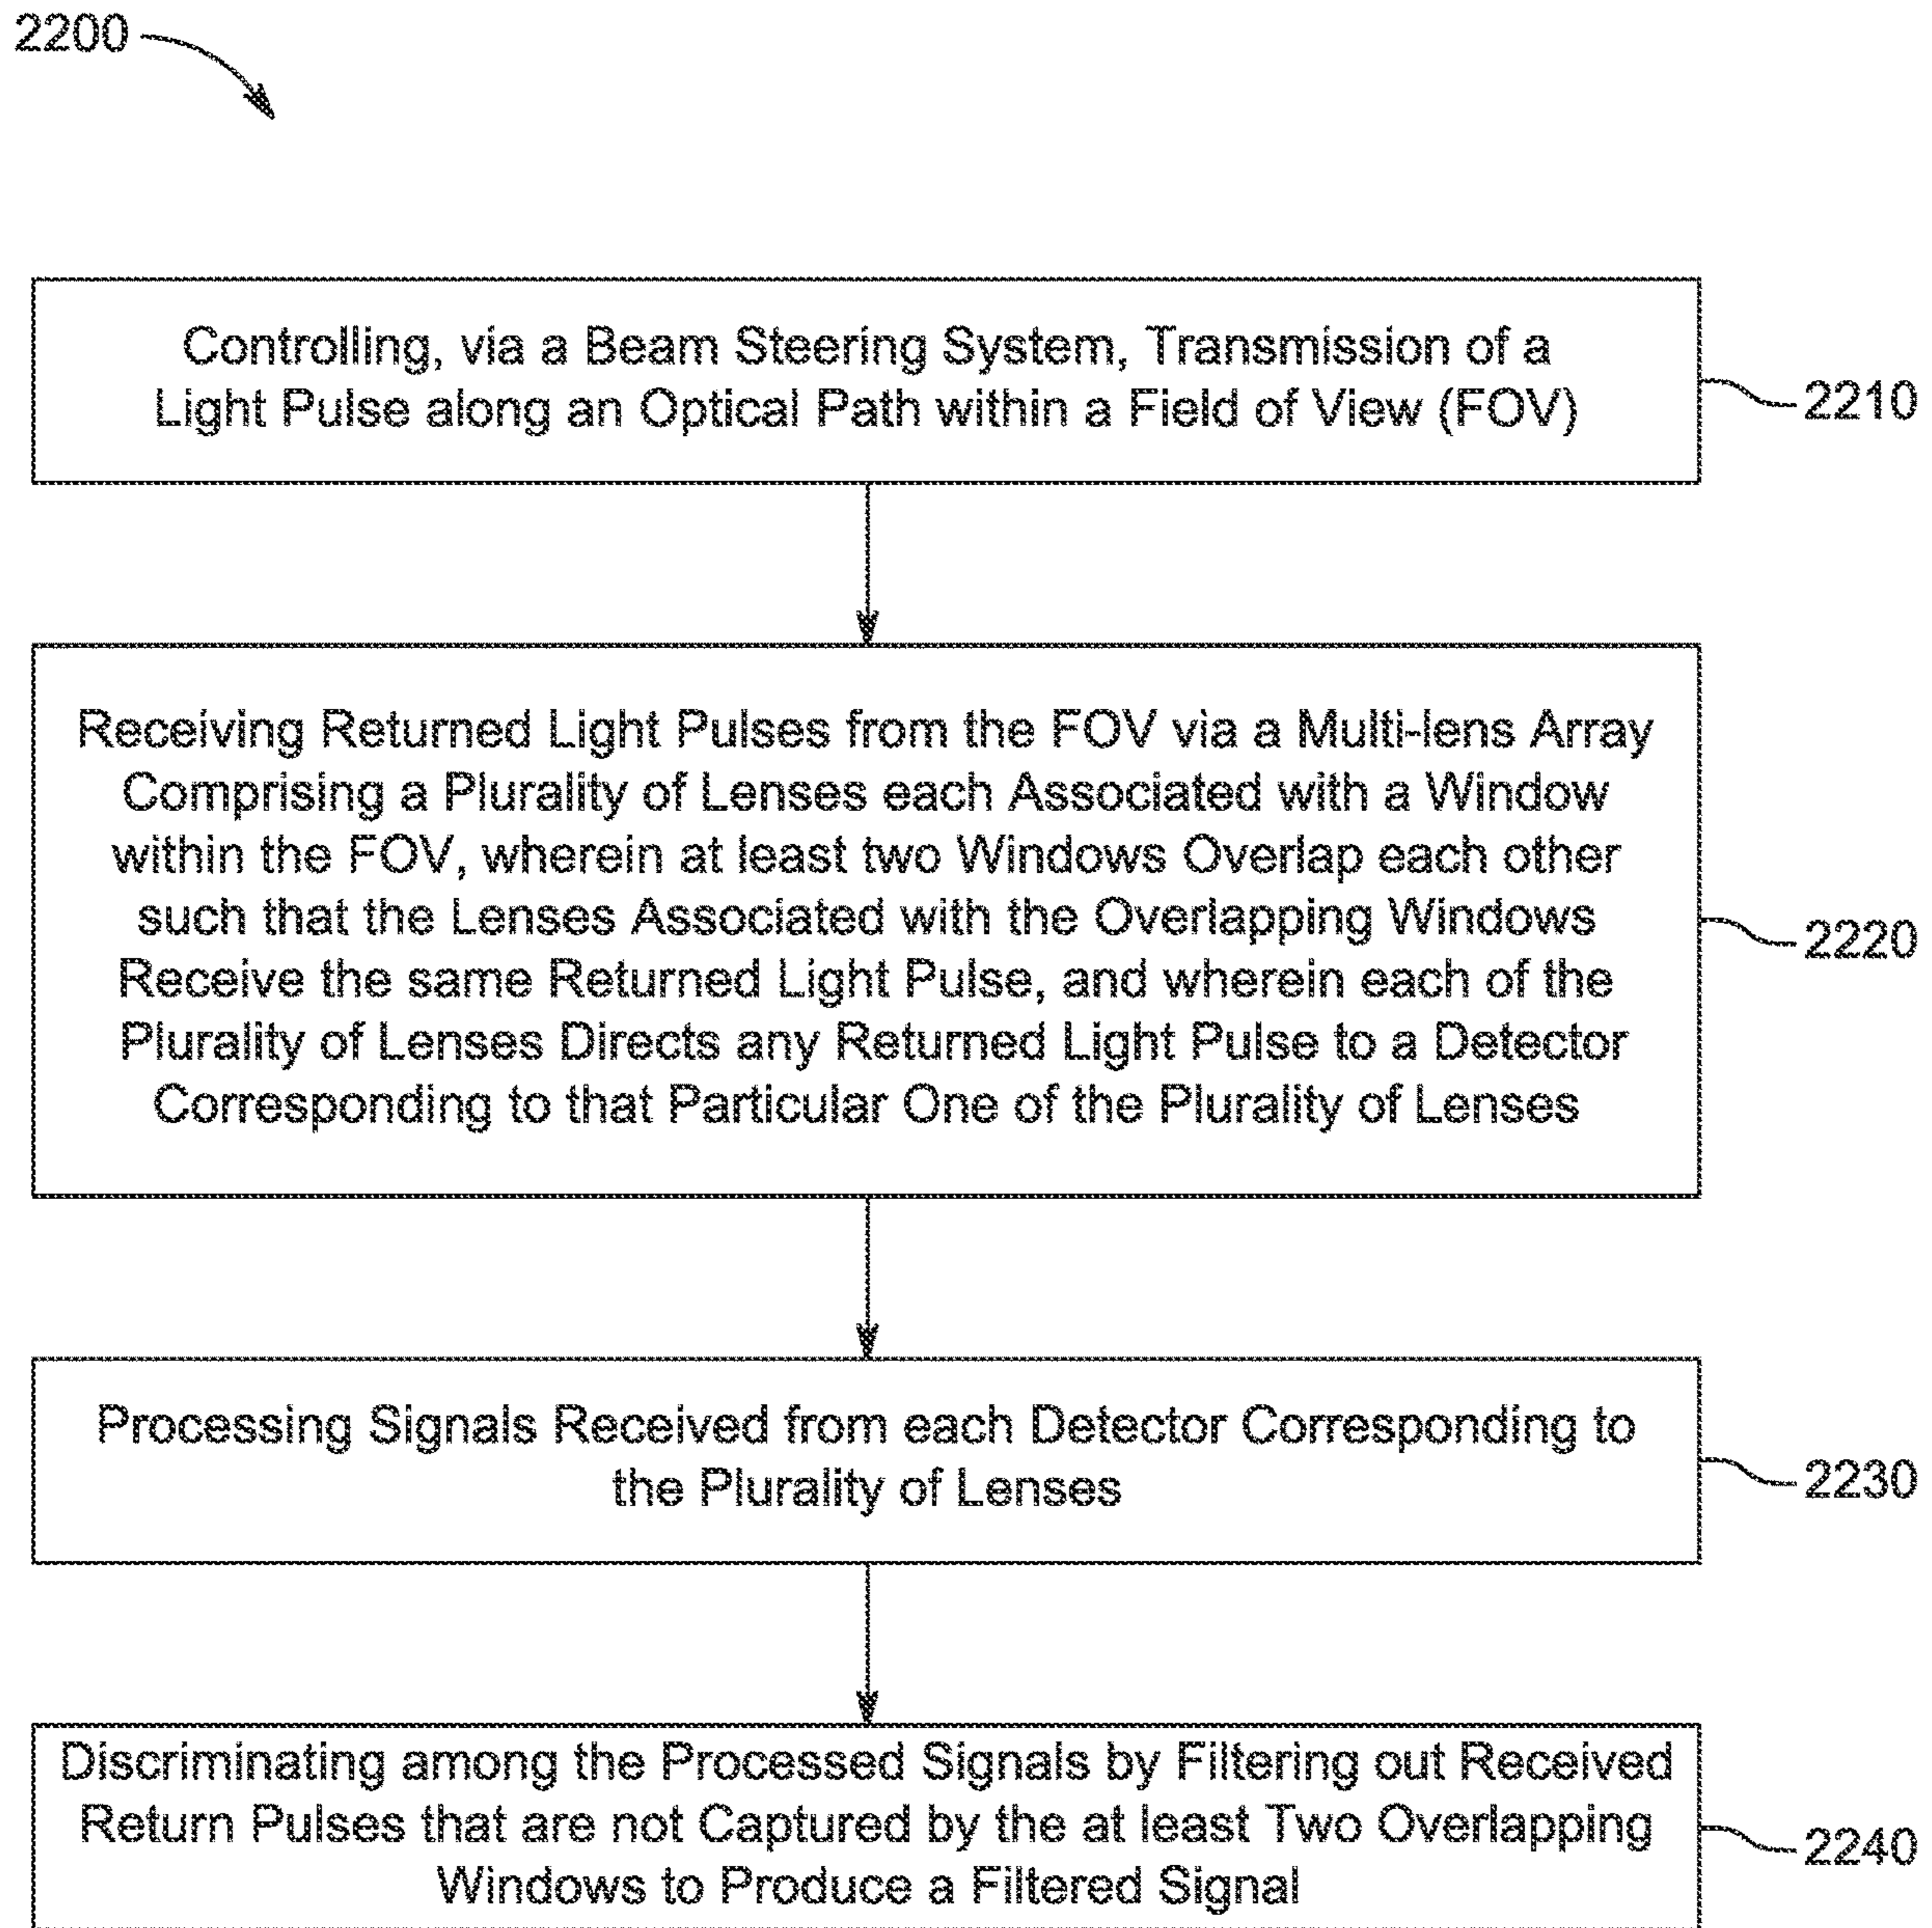 2200
Controlling, via a Beam Steering System, Transmission of a
Light Pulse along an Optical Path within a Field of View (FOV)
2210
Receiving Returned Light Pulses from the FOV via a Multi-lens Array
Comprising a Plurality of Lenses each Associated with a Window
within the FOV, wherein at least two Windows Overlap each other
such that the Lenses Associated with the Overlapping Windows
Receive the same Returned Light Pulse, and wherein each of the
Plurality of Lenses Directs any Returned Light Pulse to a Detector
Corresponding to that Particular One of the Plurality of Lenses
2220
Processing Signals Received from each Detector Corresponding to
the Plurality of Lenses
2230
Discriminating among the Processed Signals by Filtering out Received
Return Pulses that are not Captured by the at least Two Overlapping
Windows to Produce a Filtered Signal
2240